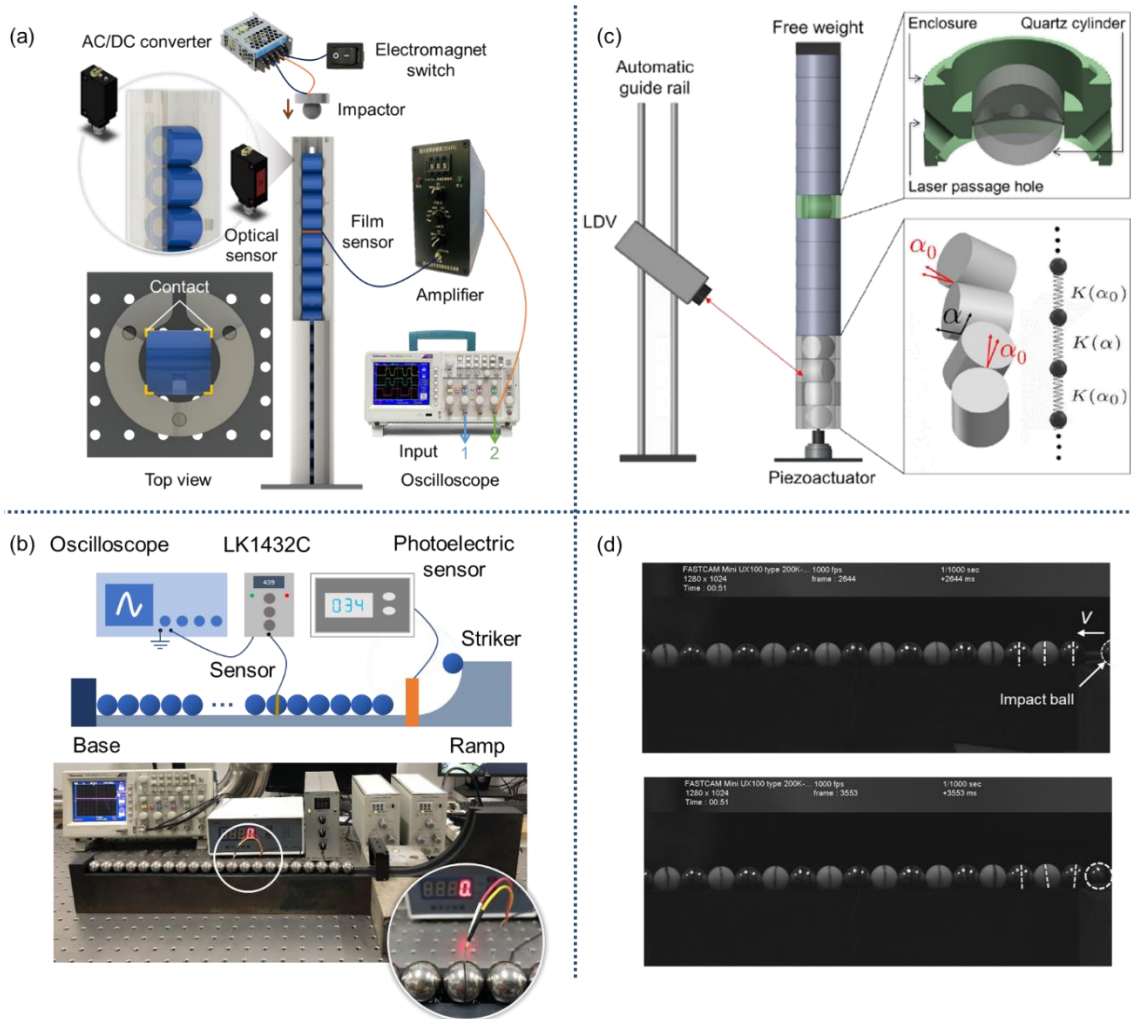 (a)
AC/DC converter
Electromagnet
switch
Impactor
Optical
sensor
Film
sensor
Amplifier
Contact
Top view
Input
1
2
Oscilloscope
(c)
Free weight
Automatic
guide rail
LDV
Piezoactuator
Enclosure
Quartz cylinder
Laser passage hole
α₀
α
α₀
K(α₀)
K(α)
K(α₀)
(b)
Oscilloscope
LK1432C
Photoelectric
sensor
439
034
Striker
Sensor
Base
Ramp
(d)
FASTCAM Mini UX100 type 200K-... 1000 fps 1/1000 sec
1280 x 1024 frame : 2644 +2644 ms
Time : 00:51
V
Impact ball
FASTCAM Mini UX100 type 200K-... 1000 fps 1/1000 sec
1280 x 1024 frame : 3553 +3553 ms
Time : 00:51